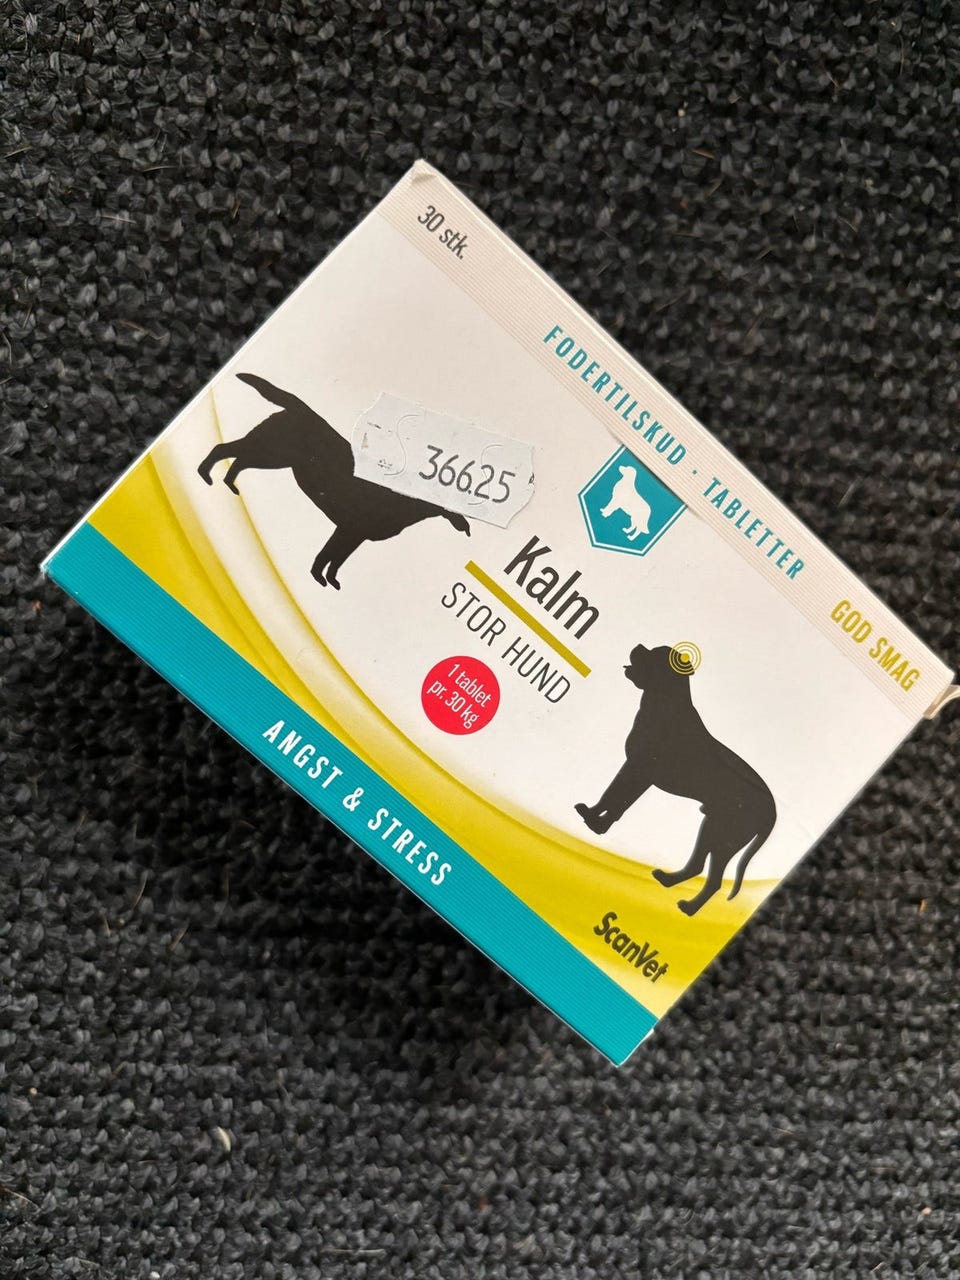 30 stk.
FODERTILSKUD · TABLETTER
GOD SMAG
366.25
Kalm
STOR HUND
1 tablet
pr. 30 kg
ANGST & STRESS
ScanVet